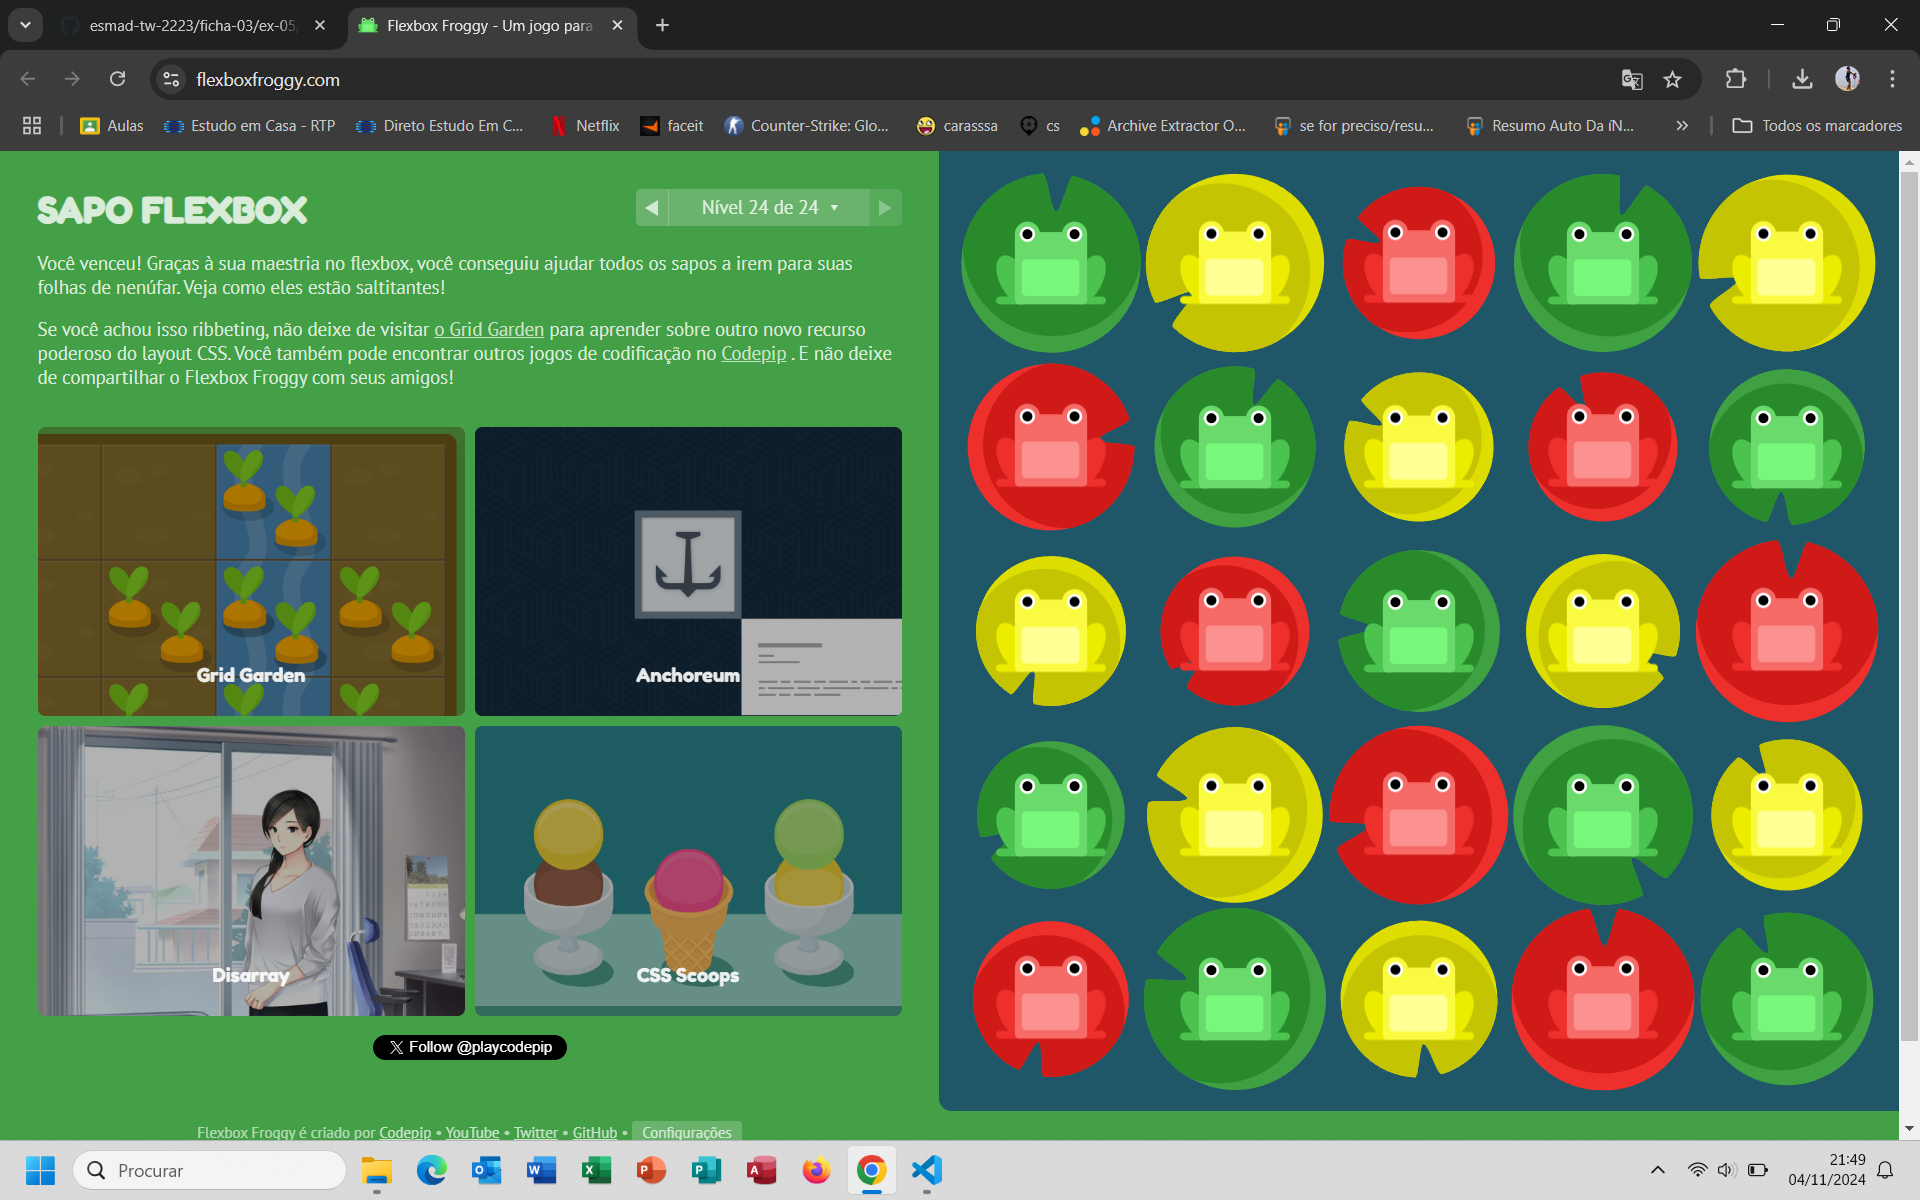 esmad-tw-2223/ficha-03/ex-05
Flexbox Froggy - Um jogo para
flexboxfroggy.com
Aulas
Estudo em Casa - RTP
Direto Estudo Em C...
Netflix
faceit
Counter-Strike: Glo...
carasssa
cs
Archive Extractor O...
se for preciso/resu...
Resumo Auto Da íN...
Todos os marcadores
SAPO FLEXBOX
Nível 24 de 24
Você venceu! Graças à sua maestria no flexbox, você conseguiu ajudar todos os sapos a irem para suas
folhas de nenúfar. Veja como eles estão saltitantes!
Se você achou isso ribbeting, não deixe de visitar o Grid Garden para aprender sobre outro novo recurso
poderoso do layout CSS. Você também pode encontrar outros jogos de codificação no Codepip . E não deixe
de compartilhar o Flexbox Froggy com seus amigos!
Grid Garden
Anchoreum
Disarray
CSS Scoops
Follow @playcodepip
Flexbox Froggy é criado por Codepip • YouTube • Twitter • GitHub • Configurações
Procurar
21:49
04/11/2024